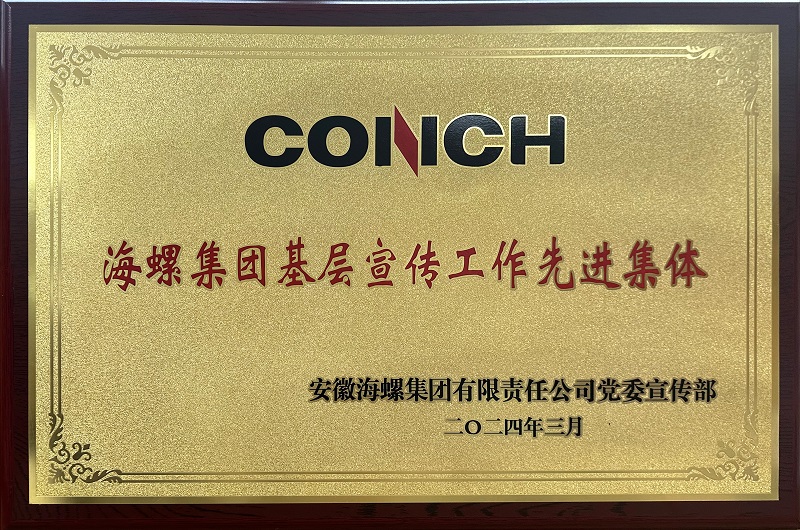 CONCH
海螺集团基层宣传工作先进集体
安徽海螺集团有限责任公司党委宣传部
二O二四年三月